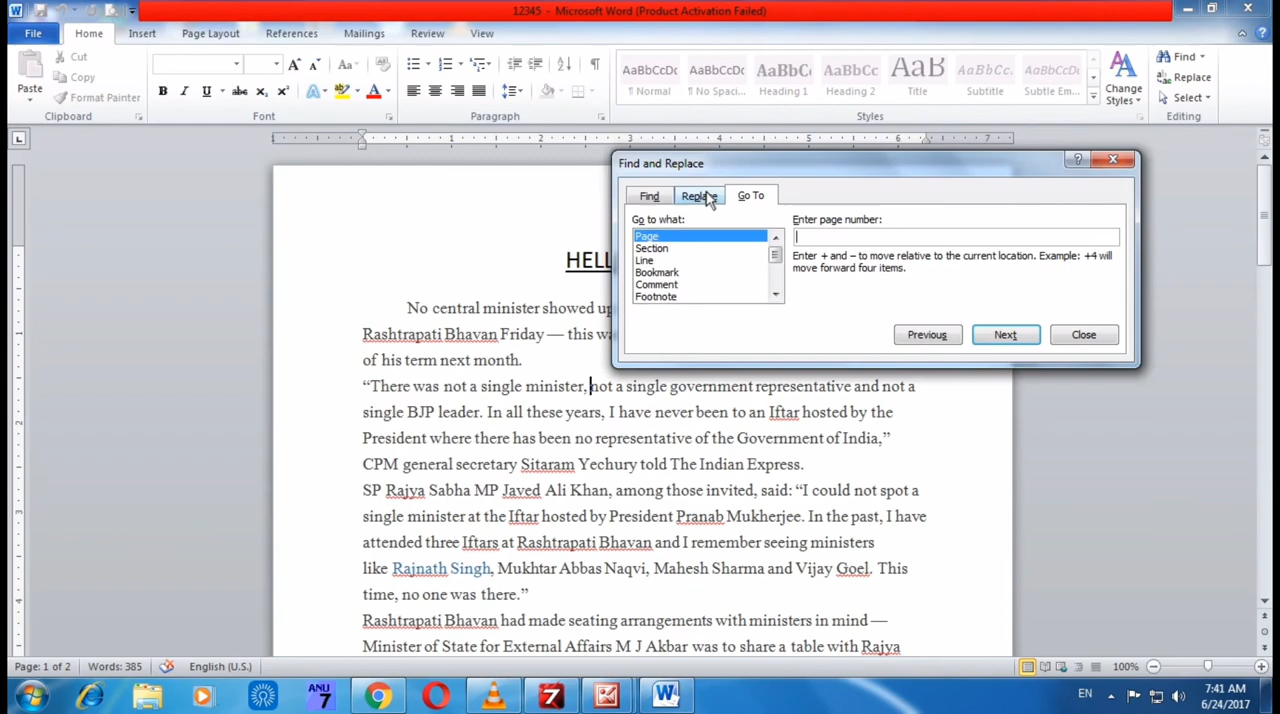 12345 - Microsoft Word (Product Activation Failed)
File Home Insert Page Layout References Mailings Review View
Paste
Cut
Copy
Format Painter
Clipboard
Font
Paragraph
AaBbCcDc AaBbCcDc AaBbC AaBbCc AaB AaBbCc. AaBbCcDc
¶ Normal ¶ No Spaci... Heading 1 Heading 2 Title Subtitle Subtle Em...
Change
Styles
Styles
Find
Replace
Select
Editing
Find and Replace
Find Replace Go To
Go to what:
Page
Section
Line
Bookmark
Comment
Footnote
Enter page number:
Enter + and – to move relative to the current location. Example: +4 will
move forward four items.
Previous Next Close
HELL
No central minister showed up
Rashtrapati Bhavan Friday — this wa
of his term next month.
“There was not a single minister, not a single government representative and not a
single BJP leader. In all these years, I have never been to an Iftar hosted by the
President where there has been no representative of the Government of India,”
CPM general secretary Sitaram Yechury told The Indian Express.
SP Rajya Sabha MP Javed Ali Khan, among those invited, said: “I could not spot a
single minister at the Iftar hosted by President Pranab Mukherjee. In the past, I have
attended three Iftars at Rashtrapati Bhavan and I remember seeing ministers
like Rajnath Singh, Mukhtar Abbas Naqvi, Mahesh Sharma and Vijay Goel. This
time, no one was there.”
Rashtrapati Bhavan had made seating arrangements with ministers in mind —
Minister of State for External Affairs M J Akbar was to share a table with Rajya
Page: 1 of 2 Words: 385 English (U.S.) 100%
ANU
7
EN
7:41 AM
6/24/2017